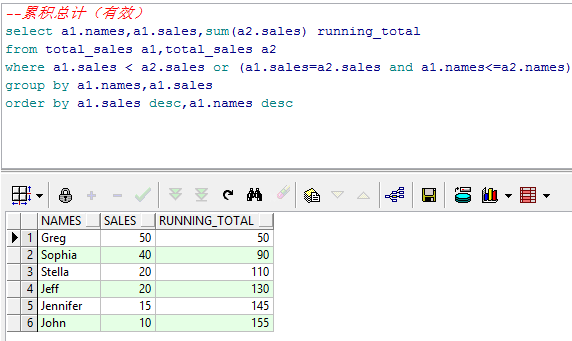 --累积总计（有效）
select a1.names,a1.sales,sum(a2.sales) running_total
from total_sales a1,total_sales a2
where a1.sales < a2.sales or (a1.sales=a2.sales and a1.names<=a2.names)
group by a1.names,a1.sales
order by a1.sales desc,a1.names desc
NAMES SALES RUNNING_TOTAL
1 Greg 50 50
2 Sophia 40 90
3 Stella 20 110
4 Jeff 20 130
5 Jennifer 15 145
6 John 10 155